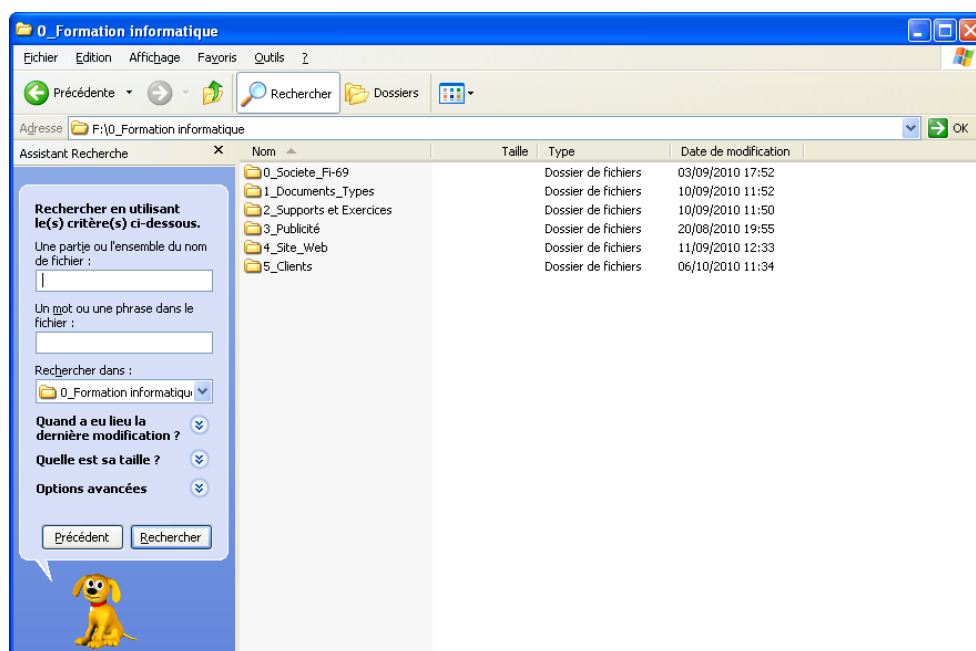 0_Formation informatique
Fichier Edition Affichage Favoris Outils ?
Précédente Rechercher Dossiers
Adresse F:\0_Formation informatique OK
Assistant Recherche
Rechercher en utilisant
le(s) critère(s) ci-dessous.
Une partie ou l'ensemble du nom
de fichier :
Un mot ou une phrase dans le
fichier :
Rechercher dans :
0_Formation informatiqu
Quand a eu lieu la
dernière modification ?
Quelle est sa taille ?
Options avancées
Précédent Rechercher
Nom Taille Type Date de modification
0_Societe_Fi-69 Dossier de fichiers 03/09/2010 17:52
1_Documents_Types Dossier de fichiers 10/09/2010 11:52
2_Supports et Exercices Dossier de fichiers 10/09/2010 11:50
3_Publicité Dossier de fichiers 20/08/2010 19:55
4_Site_Web Dossier de fichiers 11/09/2010 12:33
5_Clients Dossier de fichiers 06/10/2010 11:34